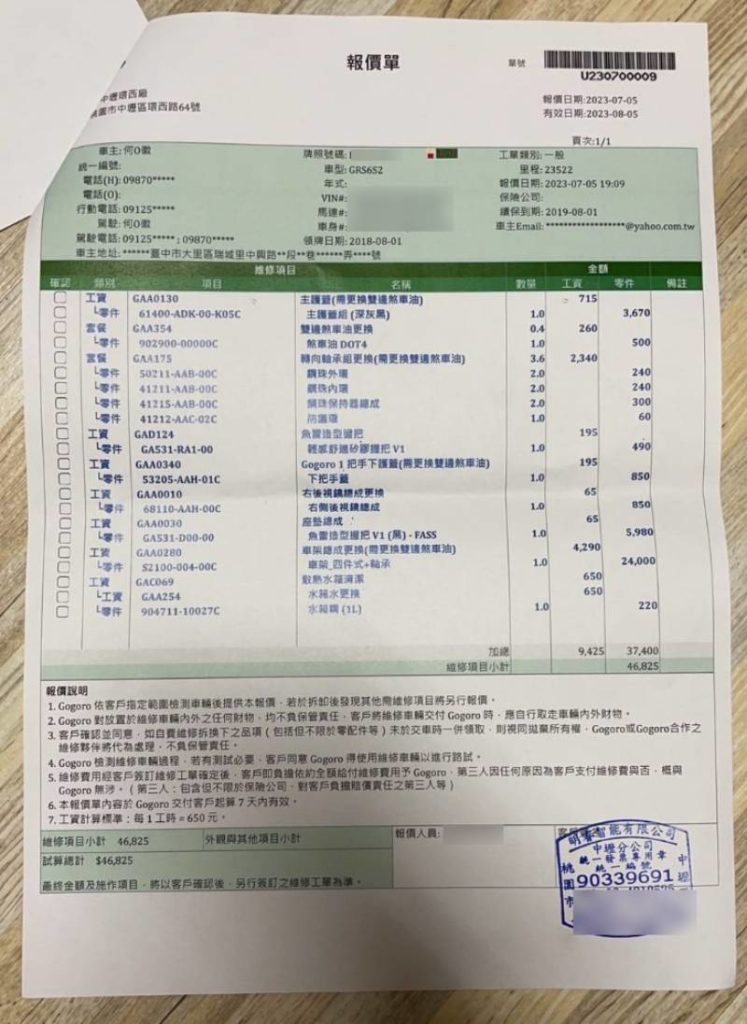 報價單
單號
U230700009
中壢環西廠
桃園市中壢區環西路64號
報價日期:2023-07-05
有效日期:2023-08-05
頁次:1/1
車主:何O徽
牌照號碼:
工單類別:一般
統一編號:
車型:GRS6S2
里程:23522
電話(H):09870*****
年式:
報價日期:2023-07-05 19:09
電話(O):
VIN#:
保險公司:
行動電話:09125*****
馬達#:
續保到期:2019-08-01
駕駛:何O徽
車身#:
車主Email:*******************@yahoo.com.tw
駕駛電話:09125***** ; 09870*****
領牌日期:2018-08-01
車主地址:******臺中市大里區瑞城里中興路**段**巷******弄****號
維修項目 金額
確認 類別 項目 名稱 數量 工資 零件 備註
工資 GAA0130 主護蓋(需更換雙邊煞車油) 715
└零件 61400-ADK-00-K05C 主護蓋組 (深灰黑) 1.0 3,670
套餐 GAA354 雙邊煞車油更換 0.4 260
└零件 902900-00000C 煞車油 DOT4 1.0 500
套餐 GAA175 轉向軸承組更換(需更換雙邊煞車油) 3.6 2,340
└零件 50211-AAB-00C 鋼珠外環 2.0 240
└零件 41211-AAB-00C 鋼珠內環 2.0 240
└零件 41215-AAB-00C 鋼珠保持器總成 2.0 300
└零件 41212-AAC-02C 防護環 1.0 60
工資 GAD124 魚雷造型握把 195
└零件 GA531-RA1-00 輕感舒適矽膠握把 V1 1.0 490
工資 GAA0340 Gogoro 1 把手下護蓋(需更換雙邊煞車油) 195
└零件 53205-AAH-01C 下把手蓋 1.0 850
工資 GAA0010 右後視鏡總成更換 65
└零件 68110-AAH-00C 右側後視鏡總成 1.0 850
工資 GAA0030 座墊總成 65
└零件 GA531-D00-00 魚雷造型握把 V1 (黑) - FASS 1.0 5,980
工資 GAA0280 車架總成更換(需更換雙邊煞車油) 4,290
└零件 S2100-004-00C 車架_四件式+軸承 1.0 24,000
工資 GAC069 散熱水箱清潔 650
└工資 GAA254 水箱水更換 650
└零件 904711-10027C 水箱精 (1L) 1.0 220
加總 9,425 37,400
維修項目小計 46,825
報價說明
1. Gogoro 依客戶指定範圍檢測車輛後提供本報價，若於拆卸後發現其他需維修項目將另行報價。
2. Gogoro 對放置於維修車輛內外之任何財物，均不負保管責任。客戶將維修車輛交付 Gogoro 時，應自行取走車輛內外財物。
3. 客戶確認並同意，如自費維修拆換下之品項（包括但不限於零配件等）未於交車時一併領取，則視同拋棄所有權，Gogoro或Gogoro合作之
維修夥伴將代為處理，不負保管責任。
4. Gogoro 檢測維修車輛過程，若有測試必要，客戶同意 Gogoro 得使用維修車輛以進行路試。
5. 維修費用經客戶簽訂維修工單確定後，客戶即負擔依約全額給付維修費用予 Gogoro，第三人因任何原因為客戶支付維修費與否，概與
Gogoro 無涉。（第三人：包含但不限於保險公司、對客戶負擔賠償責任之第三人等）
6. 本報價單內容於 Gogoro 交付客戶起算 7 天內有效。
7. 工資計算標準：每 1 工時 = 650 元。
維修項目小計 46,825
外觀與其他項目小計
報價人員:
試算總計 $46,825
最終金額及施作項目，將以客戶確認後，另行簽訂之維修工單為準。
智能有限公司
中壢分公司
統一發票專用章
統一編號
90339691